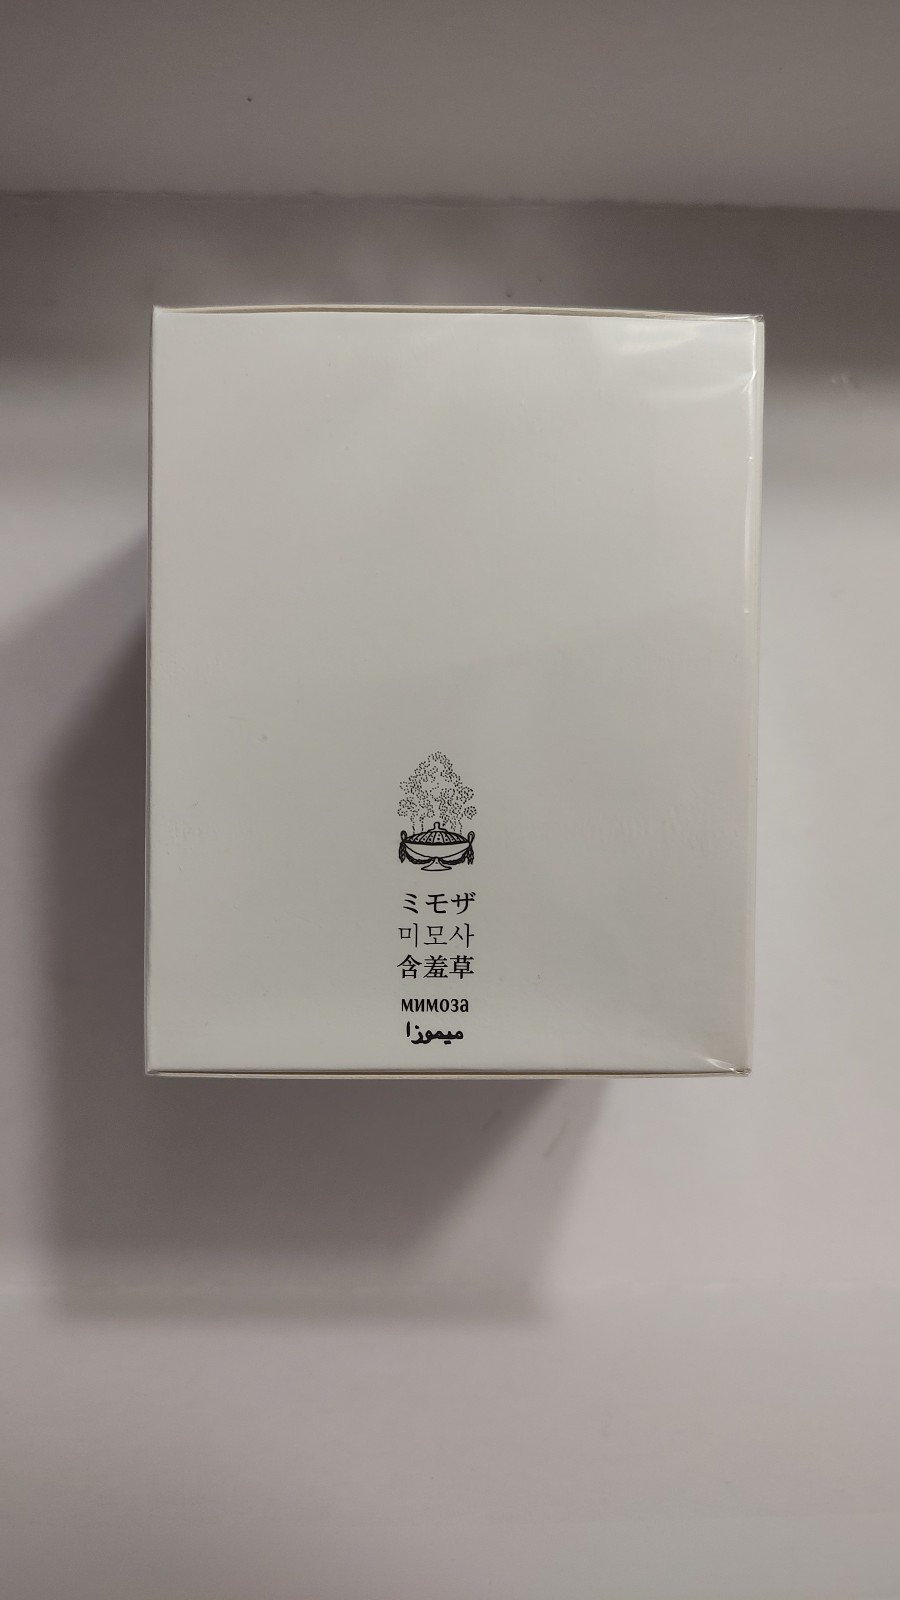 ミモザ
미모사
含羞草
мимоза
ميموزا